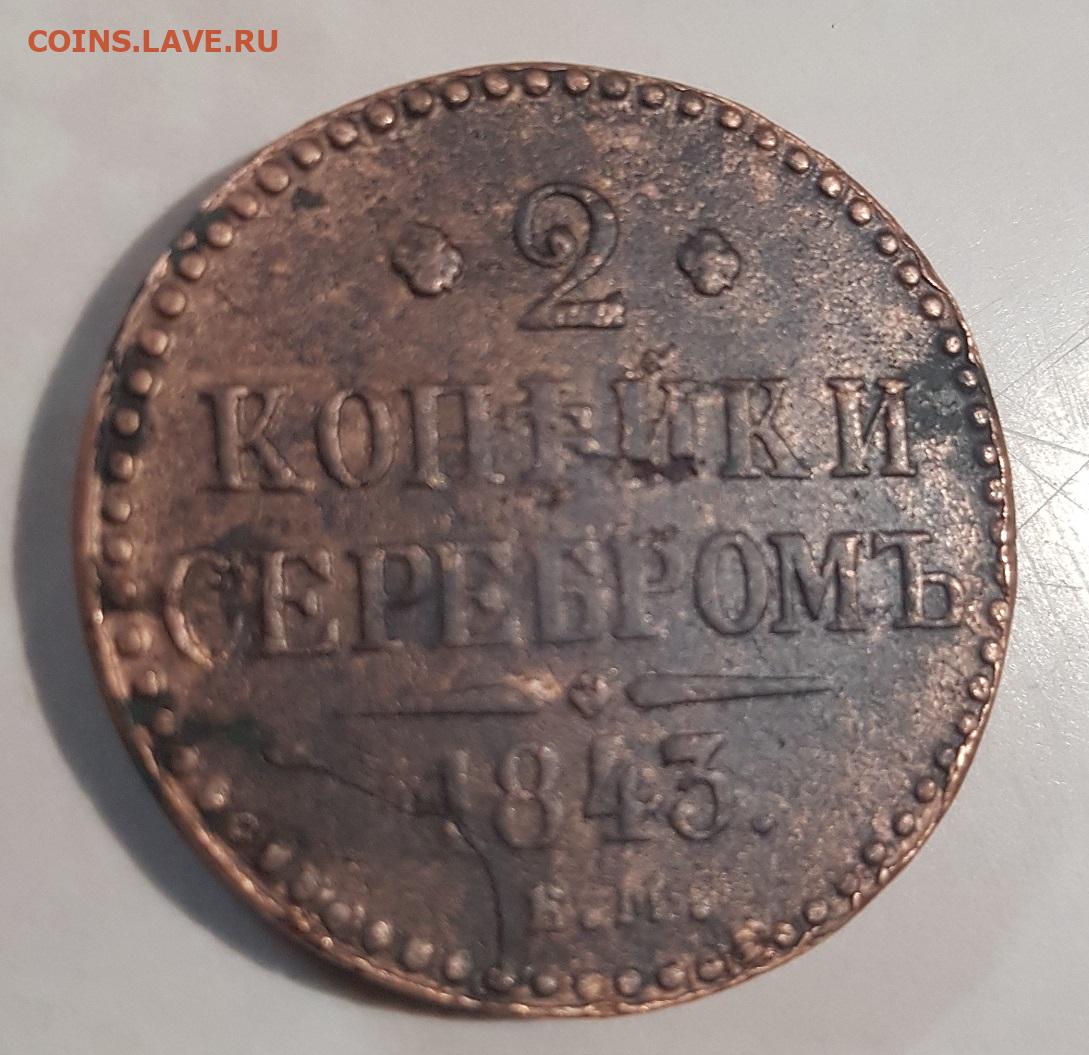 COINS.LAVE.RU
2
КОПѢЙКИ
СЕРЕБРОМЪ
1843.
Е.М.